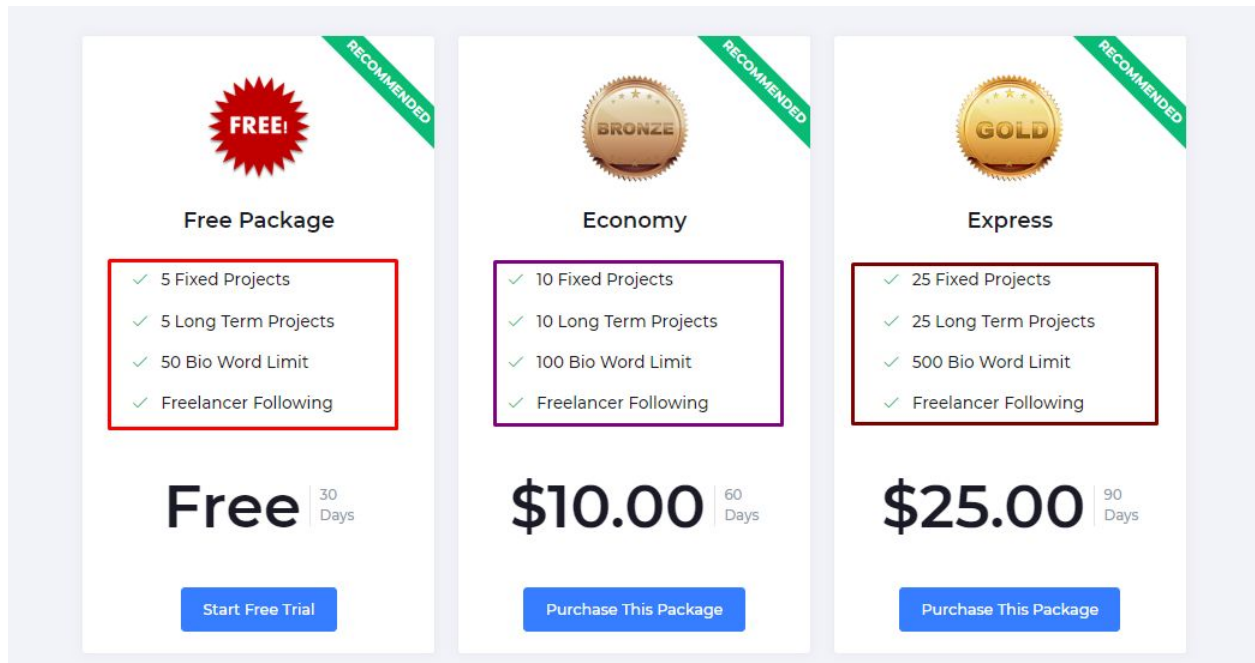 RECOMMENDED
FREE!
Free Package
5 Fixed Projects
5 Long Term Projects
50 Bio Word Limit
Freelancer Following
Free
30
Days
Start Free Trial
RECOMMENDED
BRONZE
Economy
10 Fixed Projects
10 Long Term Projects
100 Bio Word Limit
Freelancer Following
$10.00
60
Days
Purchase This Package
RECOMMENDED
GOLD
Express
25 Fixed Projects
25 Long Term Projects
500 Bio Word Limit
Freelancer Following
$25.00
90
Days
Purchase This Package